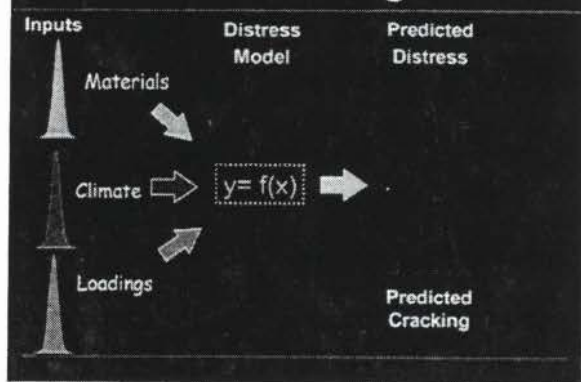 Inputs
Distress
Model
Predicted
Distress
Materials
Climate
y= f(x)
Loadings
Predicted
Cracking